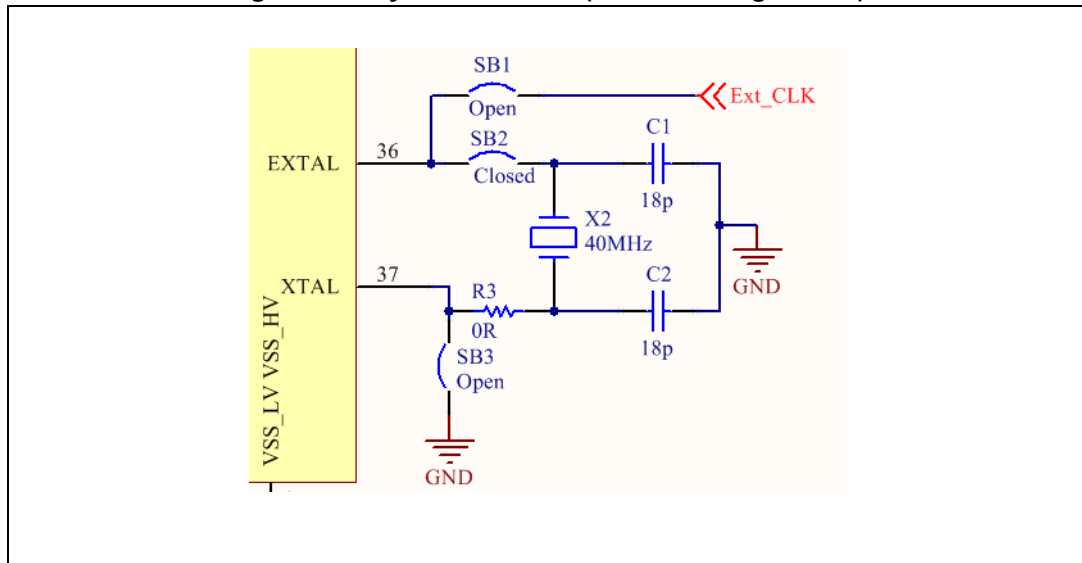 SB1
Open
Ext_CLK
SB2
Closed
C1
18p
EXTAL
36
X2
40MHz
GND
XTAL
37
R3
0R
C2
18p
SB3
Open
VSS_LV VSS_HV
GND